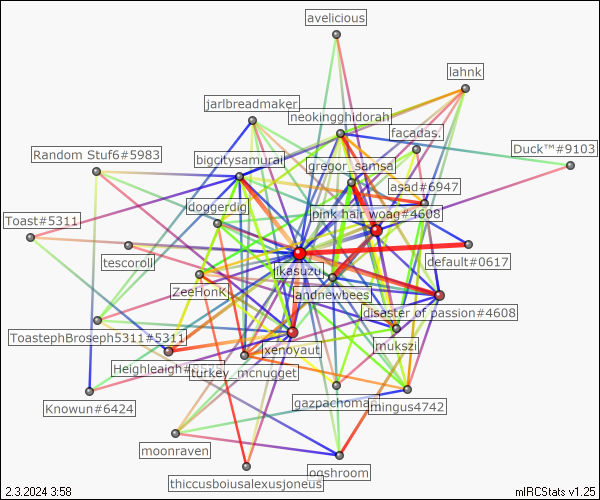 avelicious
lahnk
jarlbreadmaker
neokingghidorah
facadas.
Duck™#9103
Random Stuf6#5983
bigcitysamurai
gregor_samsa
asad#6947
doggerdig
pink hair woag#4608
Toast#5311
tescoroll
default#0617
likasuzu
ZeeHonK
andnewbees
disaster of passion#4608
ToastephBroseph5311#5311
xenoyaut
mukszi
Heighleaigh
turkey_mcnugget
Knowun#6424
gazpachoma
mingus4742
moonraven
ogshroom
thiccusboiusalexusjoneus
2.3.2024 3:58
mIRCStats v1.25